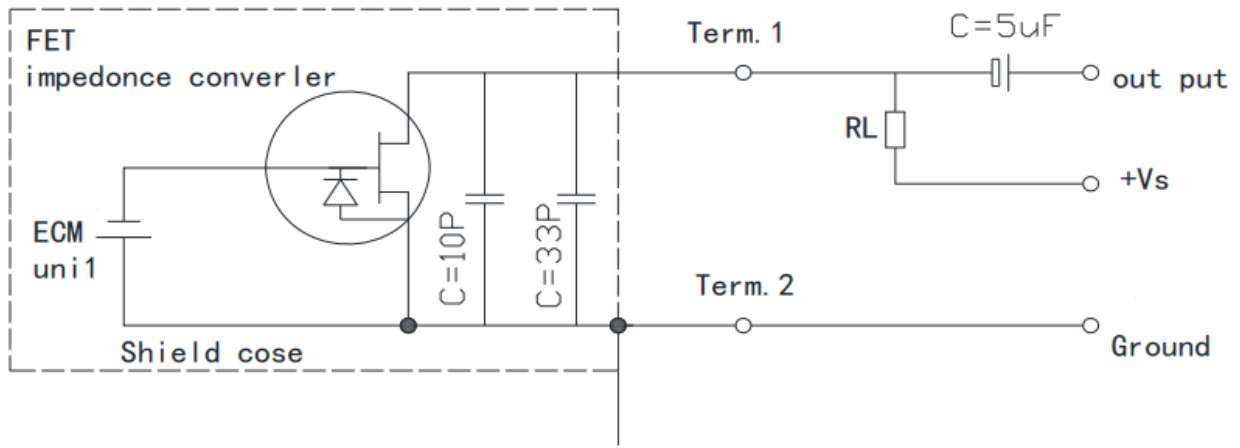 FET
impedonce converler
ECM
uni1
Shield cose
C=10P
C=33P
Term. 1
Term. 2
C=5uF
RL
out put
+Vs
Ground